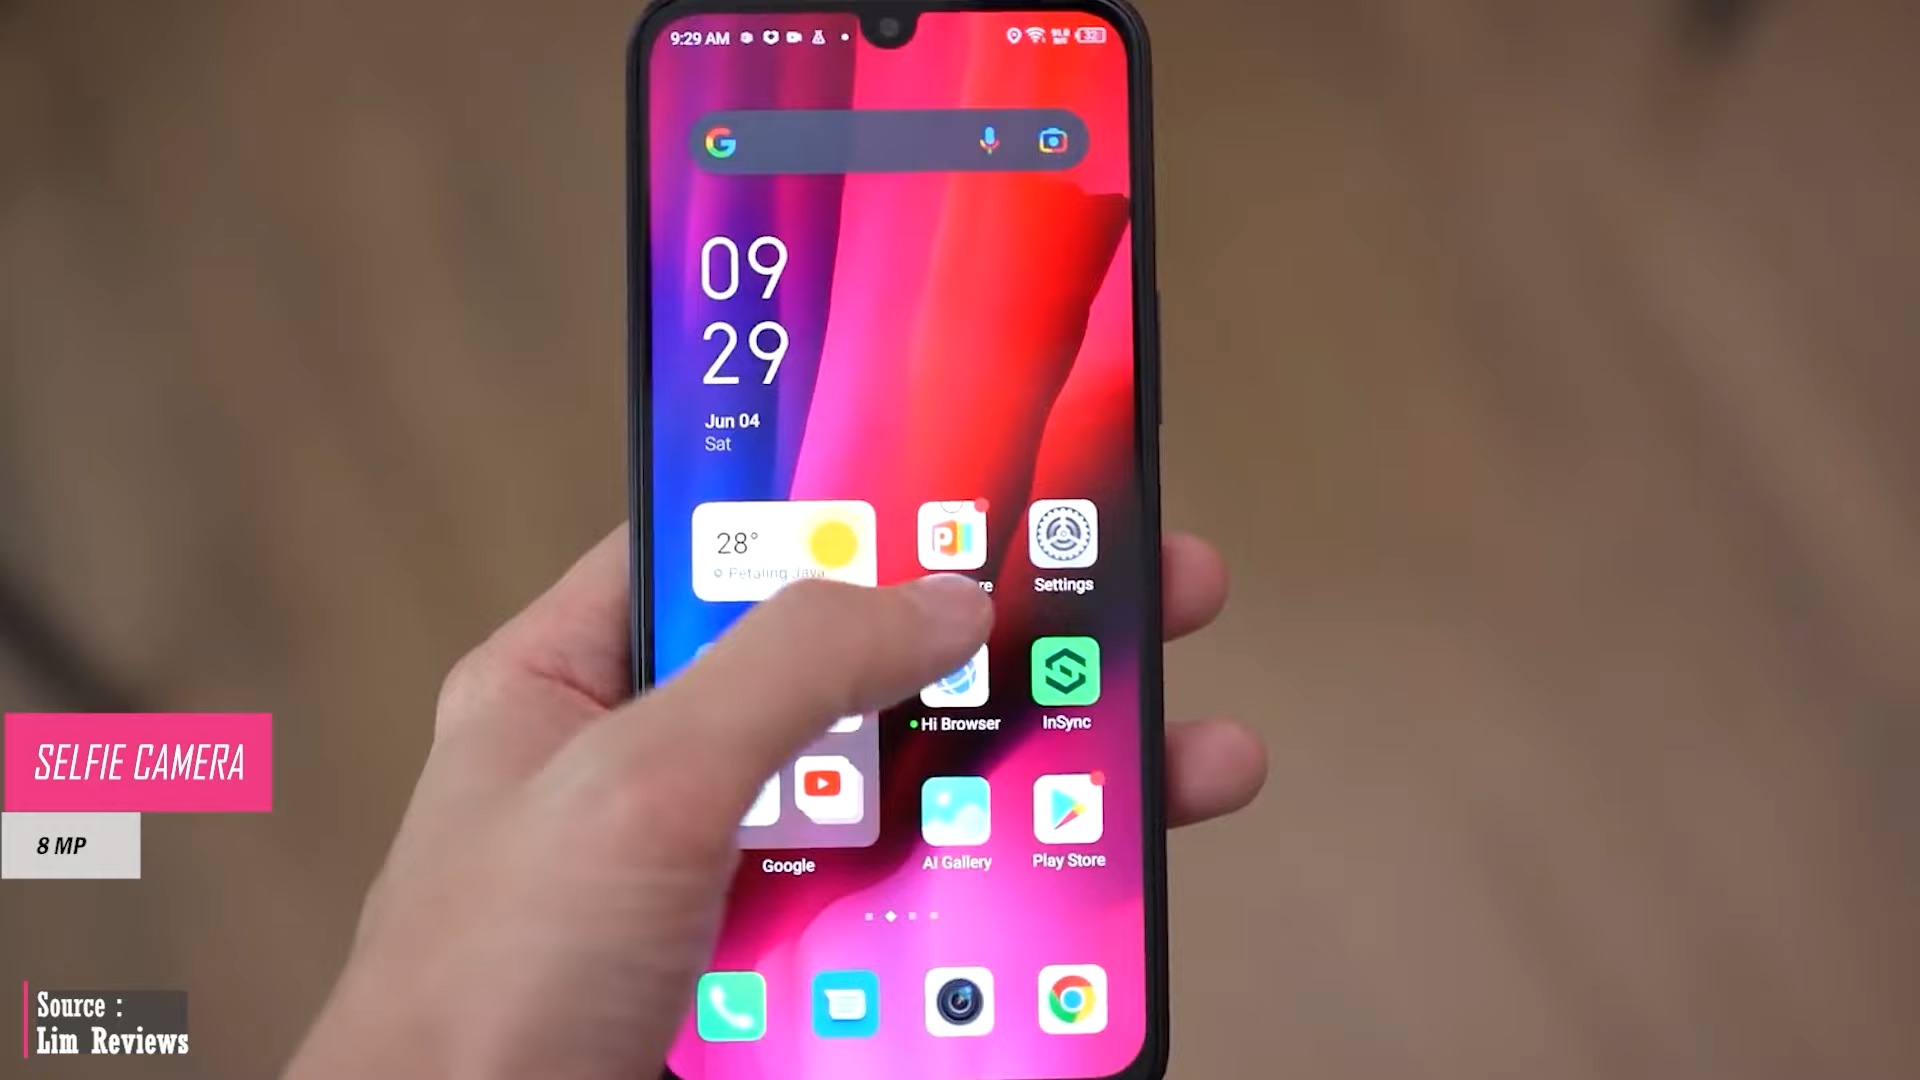 9:29 AM
32
09
29
Jun 04
Sat
28°
Petaling Jaya
Settings
Hi Browser
InSync
Google
AI Gallery
Play Store
SELFIE CAMERA
8 MP
Source :
Lim Reviews